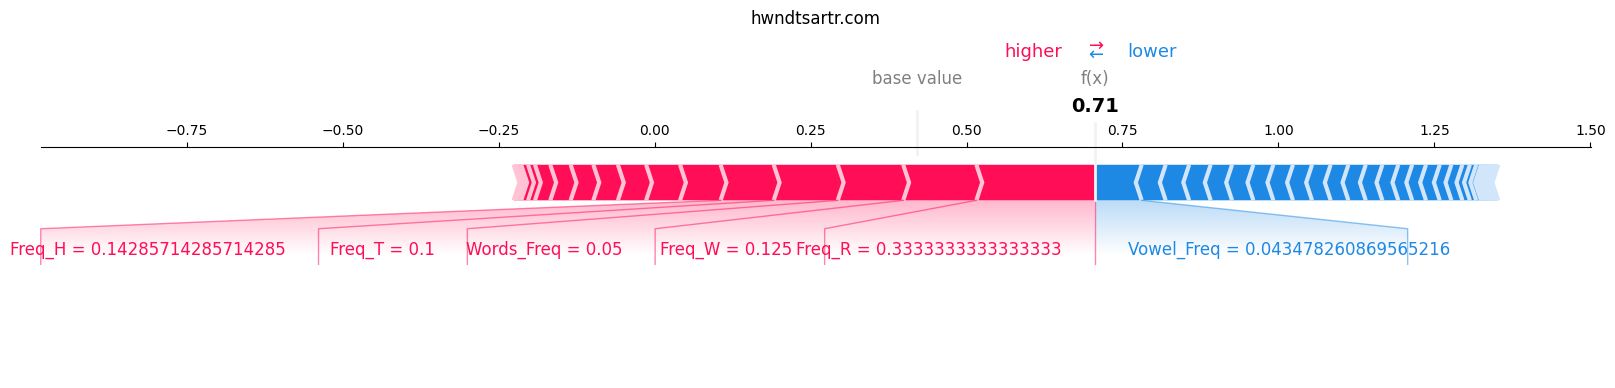 hwndtsartr.com
higher ⇄ lower
base value f(x)
0.71
−0.75 −0.50 −0.25 0.00 0.25 0.50 0.75 1.00 1.25 1.50
Freq_H = 0.14285714285714285 Freq_T = 0.1 Words_Freq = 0.05 Freq_W = 0.125 Freq_R = 0.3333333333333333 Vowel_Freq = 0.043478260869565216